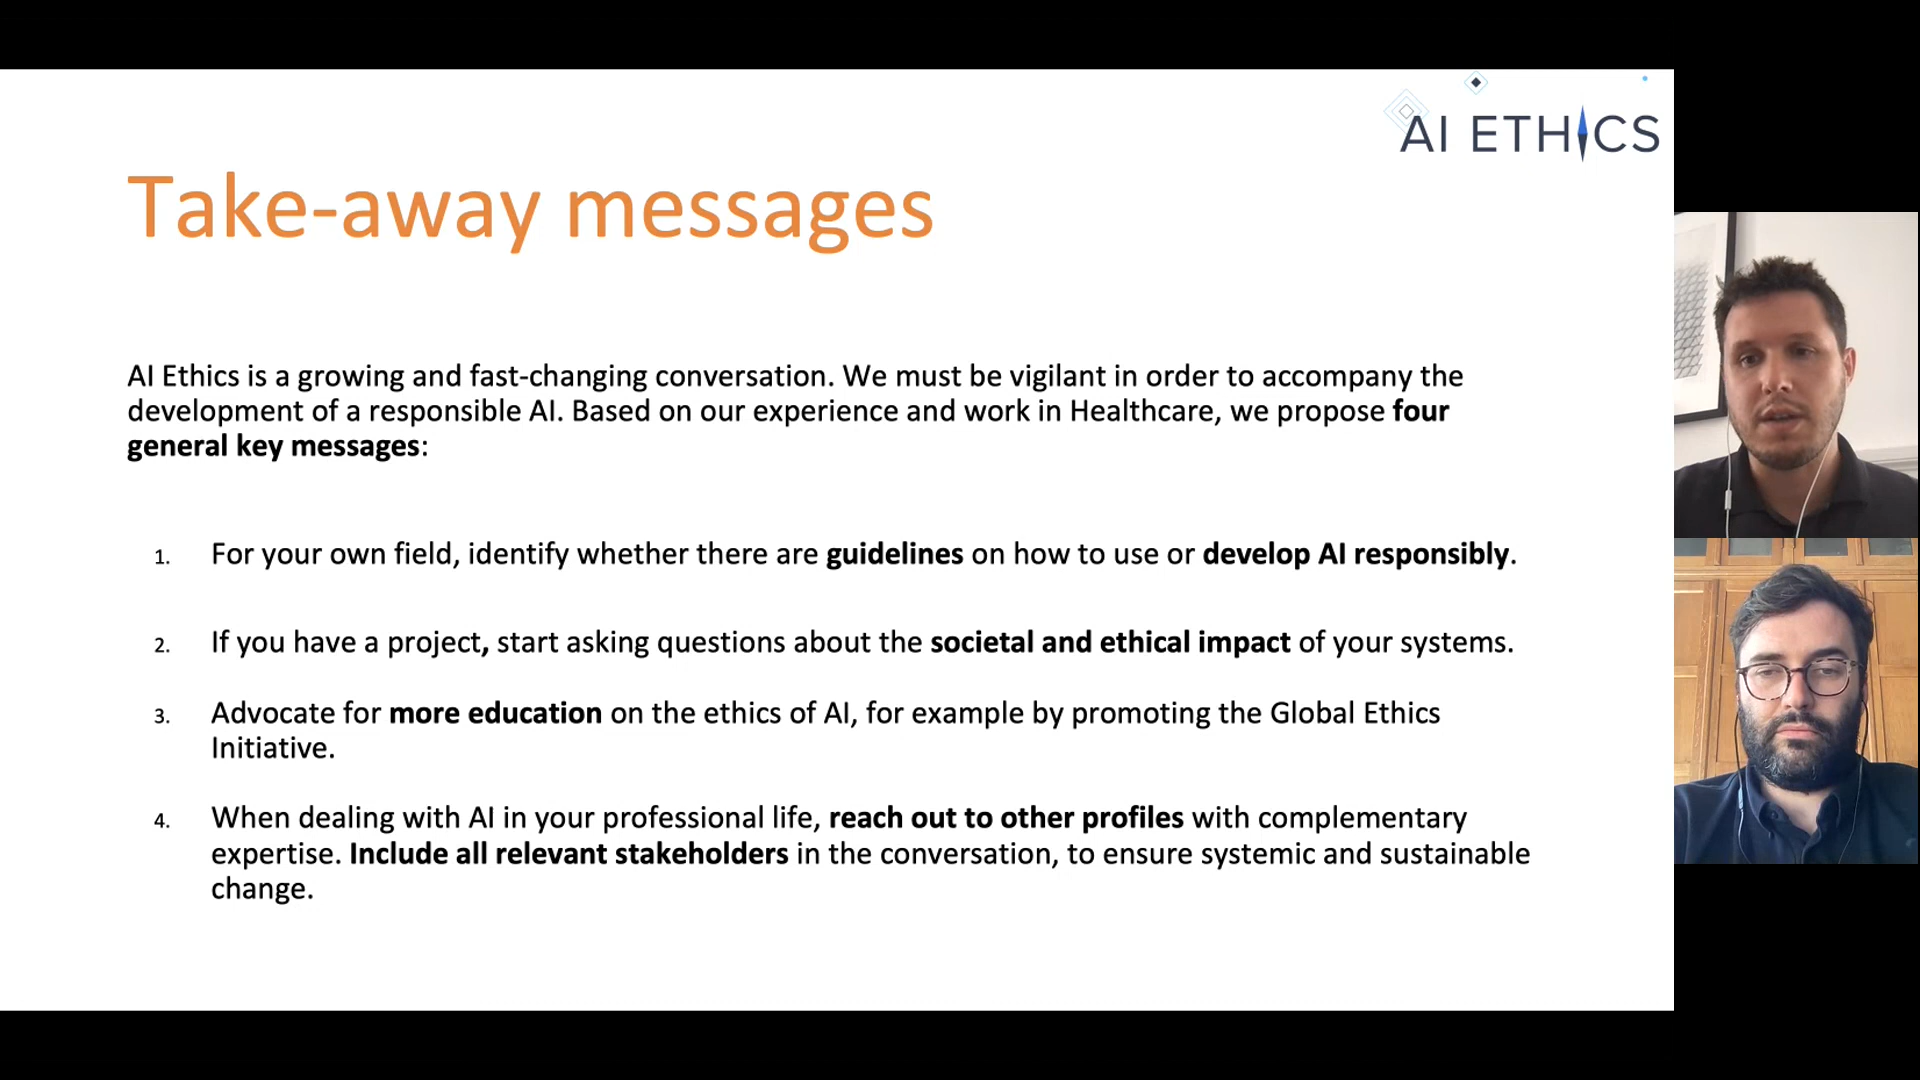 AI ETHICS
Take-away messages
AI Ethics is a growing and fast-changing conversation. We must be vigilant in order to accompany the
development of a responsible AI. Based on our experience and work in Healthcare, we propose four
general key messages:
1. For your own field, identify whether there are guidelines on how to use or develop AI responsibly.
2. If you have a project, start asking questions about the societal and ethical impact of your systems.
3. Advocate for more education on the ethics of AI, for example by promoting the Global Ethics
Initiative.
4. When dealing with AI in your professional life, reach out to other profiles with complementary
expertise. Include all relevant stakeholders in the conversation, to ensure systemic and sustainable
change.